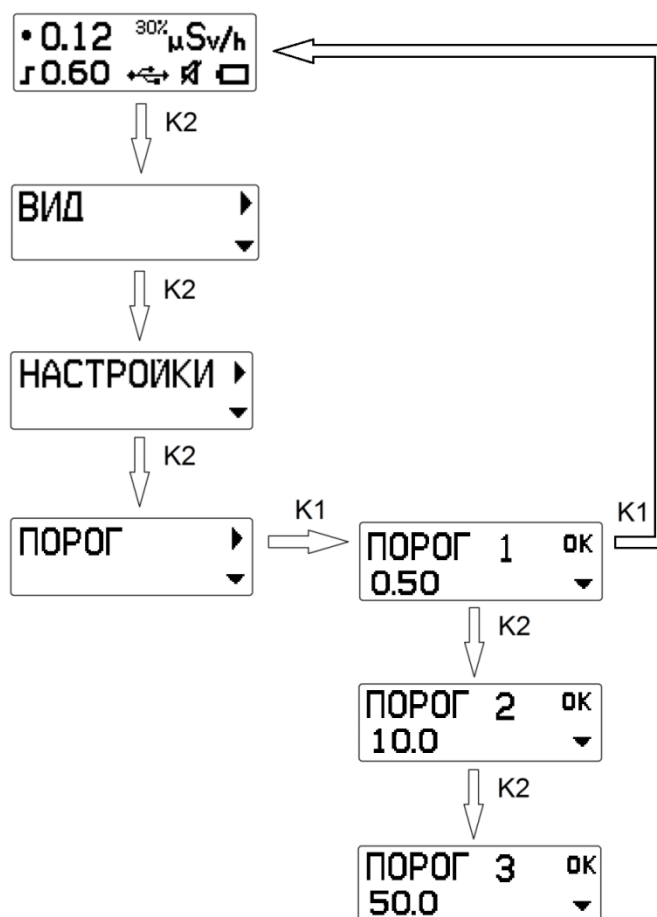 0.12 30% µSv/h
0.60
K2
ВИД
K2
НАСТРОЙКИ
K2
ПОРОГ
K1
ПОРОГ 1 OK
0.50
K1
K2
ПОРОГ 2 OK
10.0
K2
ПОРОГ 3 OK
50.0